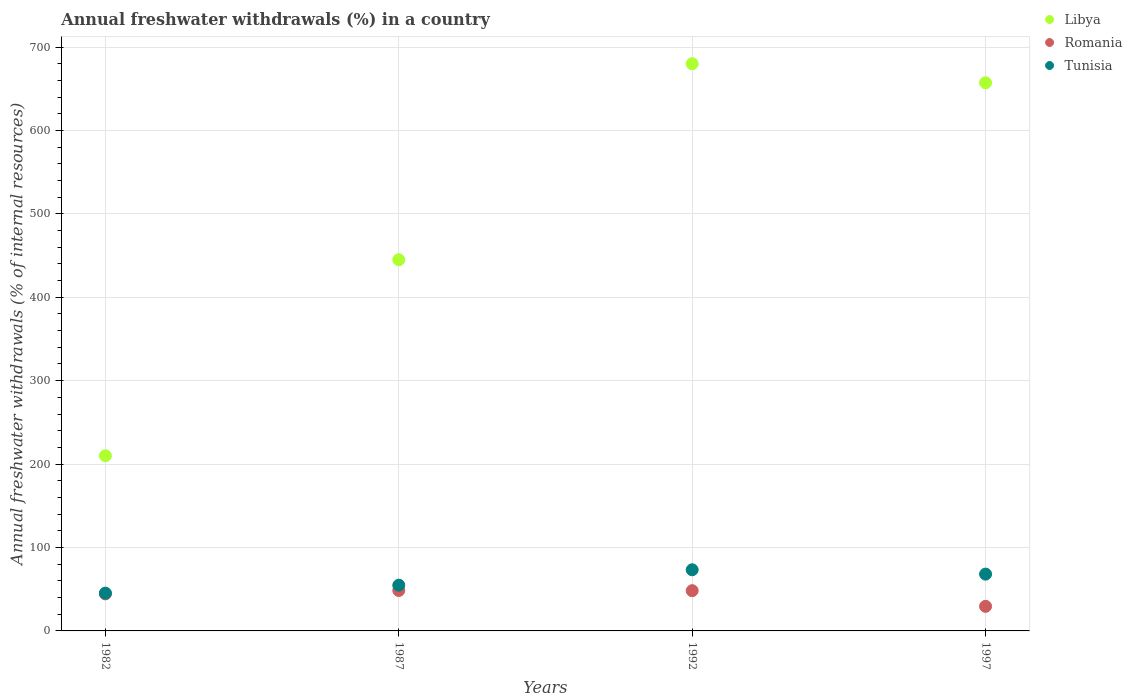 Annual freshwater withdrawals (%) in a country
Libya
Romania
Tunisia
Annual freshwater withdrawals (% of internal resources)
700
600
500
400
300
200
100
0
1982
1987
1992
1997
Years